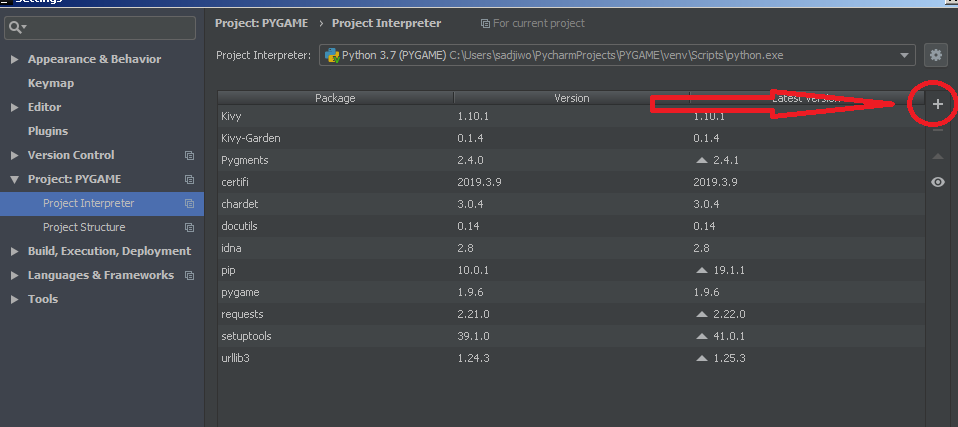 Settings
Project: PYGAME › Project Interpreter For current project
Project Interpreter: Python 3.7 (PYGAME) C:\Users\sadjiwo\PycharmProjects\PYGAME\venv\Scripts\python.exe
Appearance & Behavior
Keymap
Editor
Plugins
Version Control
Project: PYGAME
Project Interpreter
Project Structure
Build, Execution, Deployment
Languages & Frameworks
Tools
Package Version Latest version
Kivy 1.10.1 1.10.1
Kivy-Garden 0.1.4 0.1.4
Pygments 2.4.0 2.4.1
certifi 2019.3.9 2019.3.9
chardet 3.0.4 3.0.4
docutils 0.14 0.14
idna 2.8 2.8
pip 10.0.1 19.1.1
pygame 1.9.6 1.9.6
requests 2.21.0 2.22.0
setuptools 39.1.0 41.0.1
urllib3 1.24.3 1.25.3